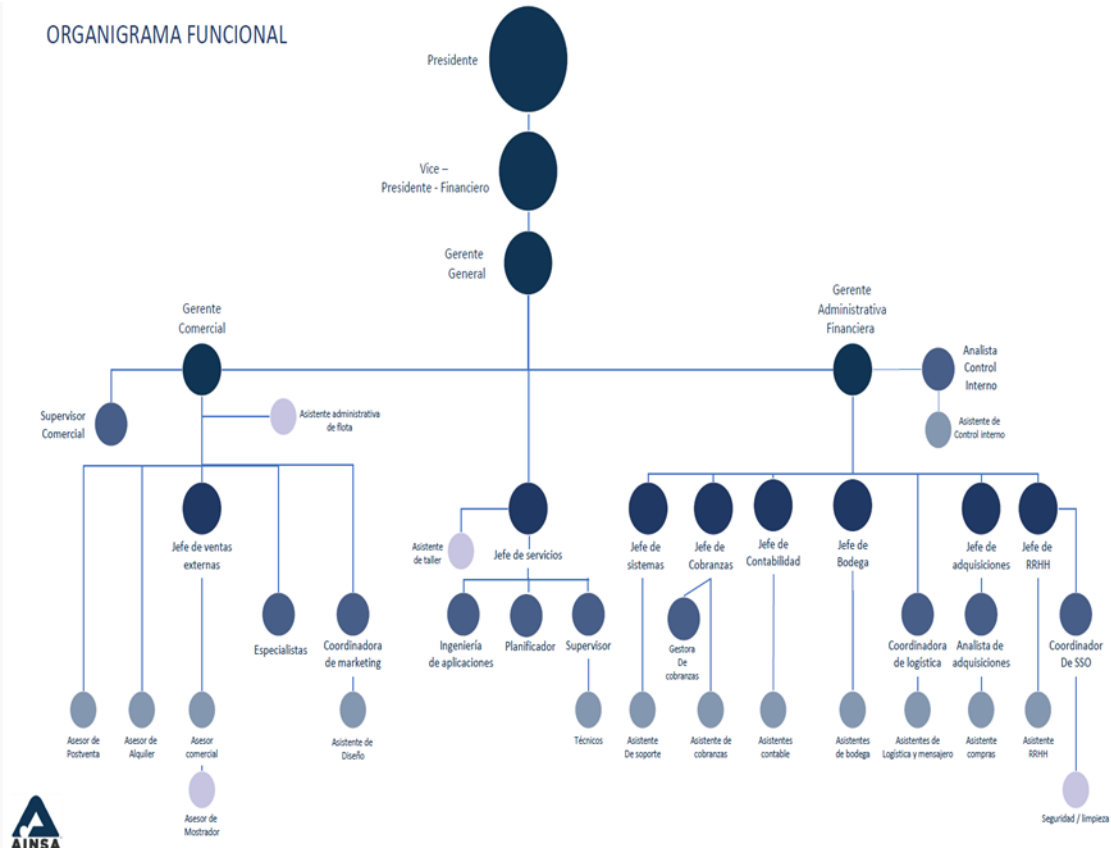 ORGANIGRAMA FUNCIONAL
Presidente
Vice –
Presidente - Financiero
Gerente
General
Gerente
Comercial
Gerente
Administrativa
Financiera
Analista
Control
Interno
Supervisor
Comercial
Asistente administrativa
de flota
Asistente de
Control interno
Jefe de ventas
externas
Asistente
de taller
Jefe de servicios
Jefe de
sistemas
Jefe de
Cobranzas
Jefe de
Contabilidad
Jefe de
Bodega
Jefe de
adquisiciones
Jefe de
RRHH
Especialistas
Coordinadora
de marketing
Ingeniería
de aplicaciones
Planificador
Supervisor
Gestora
De
cobranzas
Coordinadora
de logística
Analista de
adquisiciones
Coordinador
De SSO
Asesor de
Postventa
Asesor de
Alquiler
Asesor
comercial
Asistente de
Diseño
Técnicos
Asistente
De soporte
Asistente de
cobranzas
Asistentes
contable
Asistentes
de bodega
Asistentes de
Logística y mensajero
Asistente
compras
Asistente
RRHH
Asesor de
Mostrador
Seguridad / limpieza
AINSA